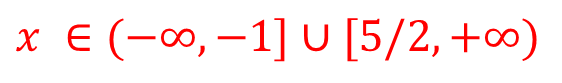 x ∈ (−∞, −1] ∪ [5/2, +∞)